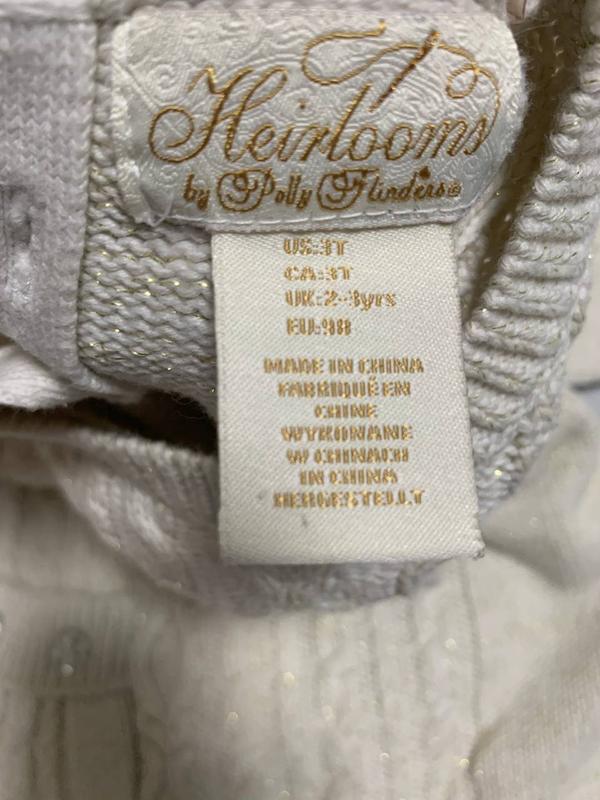 Heirlooms
by Polly Flinders®
US:3T
CA:3T
UK:2-3yrs
EU:98
MADE IN CHINA
FABRIQUÉ EN
CHINE
WYKONANE
W CHINACH
IN CHINA
HERGESTELLT